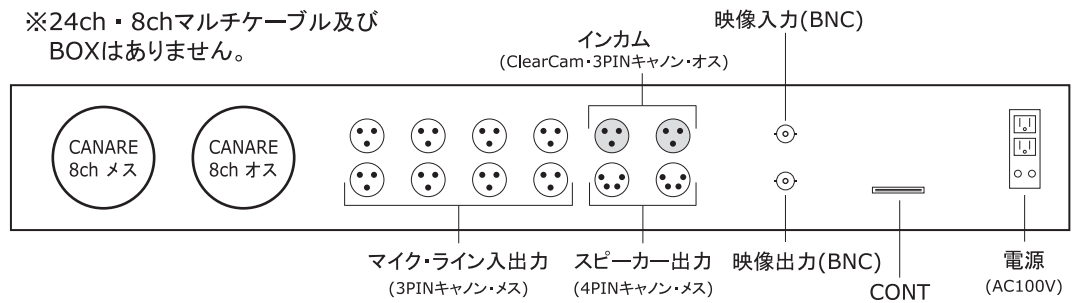 ※24ch・8chマルチケーブル及び
BOXはありません。
映像入力(BNC)
インカム
(ClearCam・3PINキャノン・オス)
CANARE
8ch メス
CANARE
8ch オス
マイク・ライン入出力
(3PINキャノン・メス)
スピーカー出力
(4PINキャノン・メス)
映像出力(BNC)
CONT
電源
(AC100V)